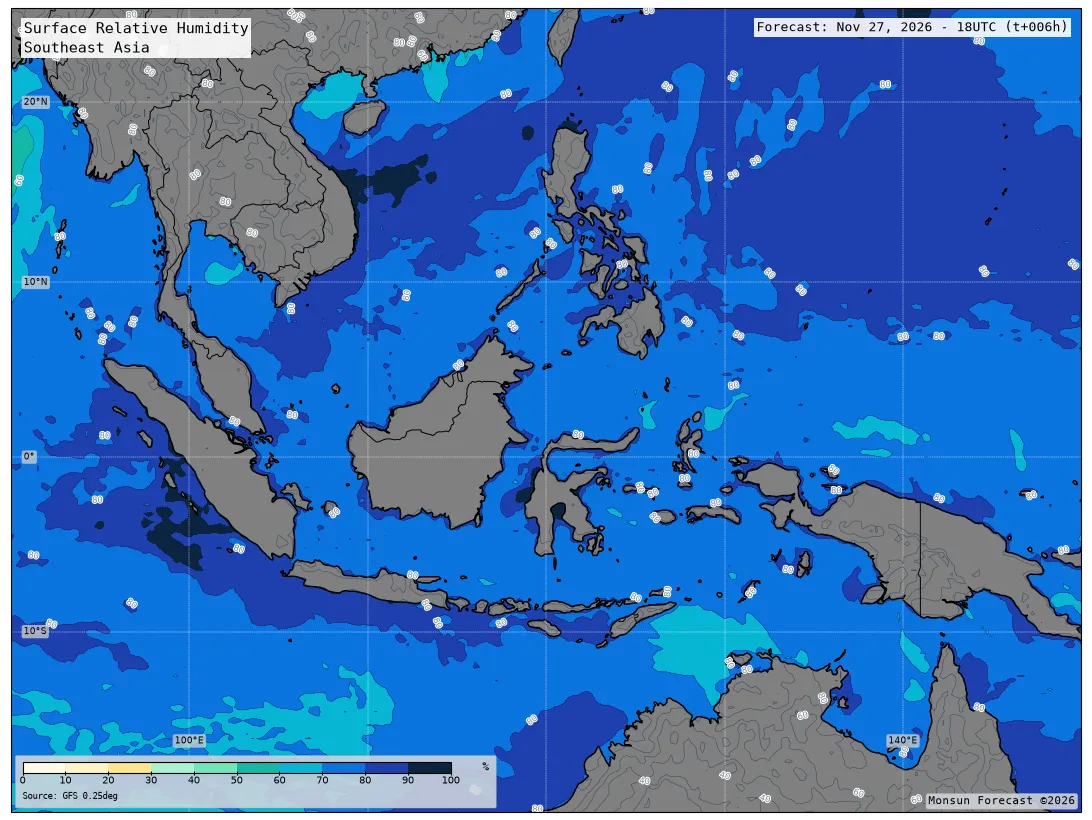 Surface Relative Humidity
Southeast Asia
Forecast: Nov 27, 2026 - 18UTC (t+006h)
20°N
10°N
0°
10°S
100°E
140°E
0 10 20 30 40 50 60 70 80 90 100
%
Source: GFS 0.25deg
Monsun Forecast ©2026